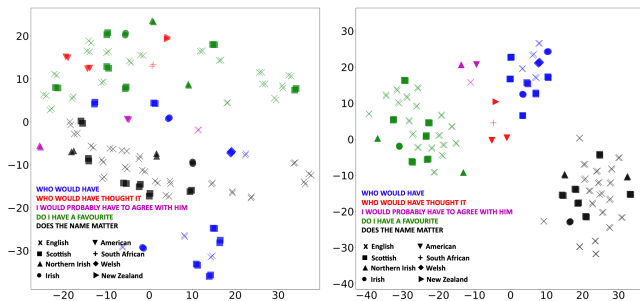 30
20
10
0
−10
−20
−30
−20
−10
0
10
20
30
WHO WOULD HAVE
WHO WOULD HAVE THOUGHT IT
I WOULD PROBABLY HAVE TO AGREE WITH HIM
DO I HAVE A FAVOURITE
DOES THE NAME MATTER
English American
Scottish South African
Northern Irish Welsh
Irish New Zealand
30
20
10
0
−10
−20
−30
−40
−40
−30
−20
−10
0
10
20
30
WHO WOULD HAVE
WHO WOULD HAVE THOUGHT IT
I WOULD PROBABLY HAVE TO AGREE WITH HIM
DO I HAVE A FAVOURITE
DOES THE NAME MATTER
English American
Scottish South African
Northern Irish Welsh
Irish New Zealand